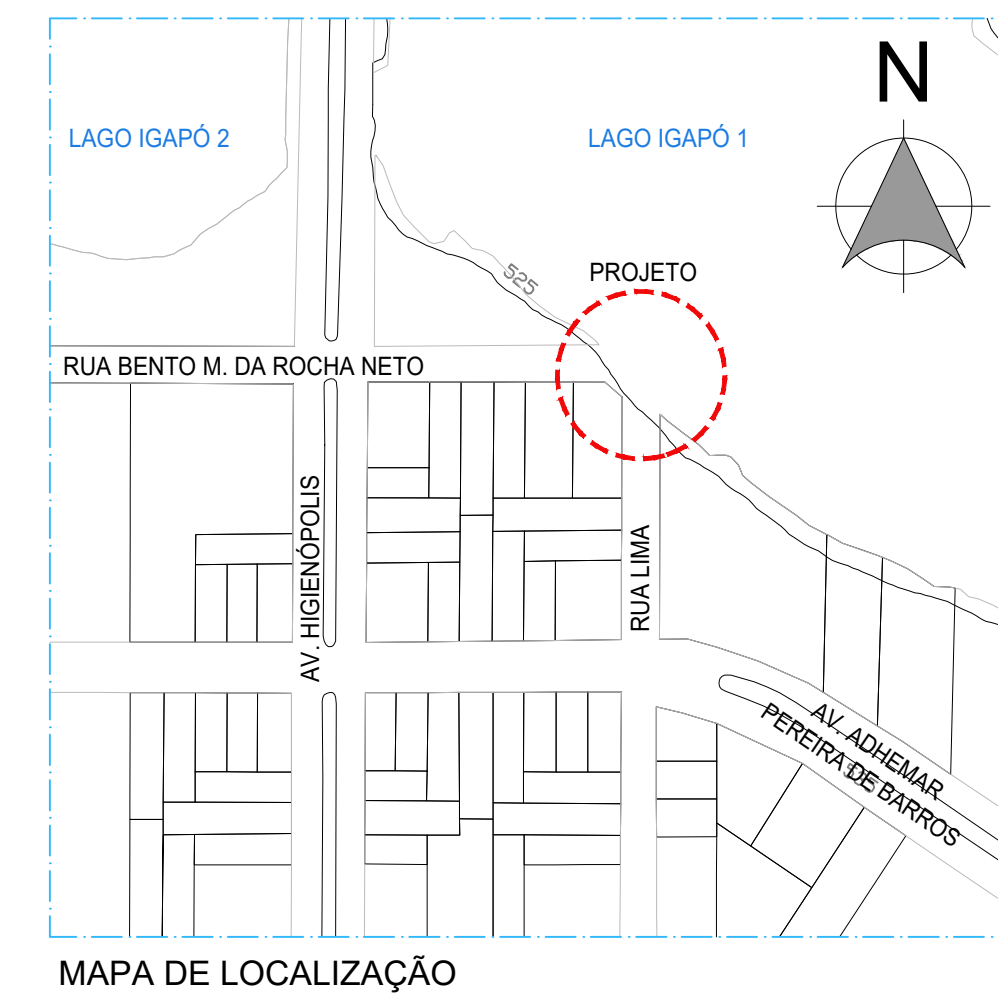 N
LAGO IGAPÓ 2
LAGO IGAPÓ 1
525
PROJETO
RUA BENTO M. DA ROCHA NETO
AV. HIGIENÓPOLIS
RUA LIMA
AV. ADHEMAR
PEREIRA DE BARROS
MAPA DE LOCALIZAÇÃO